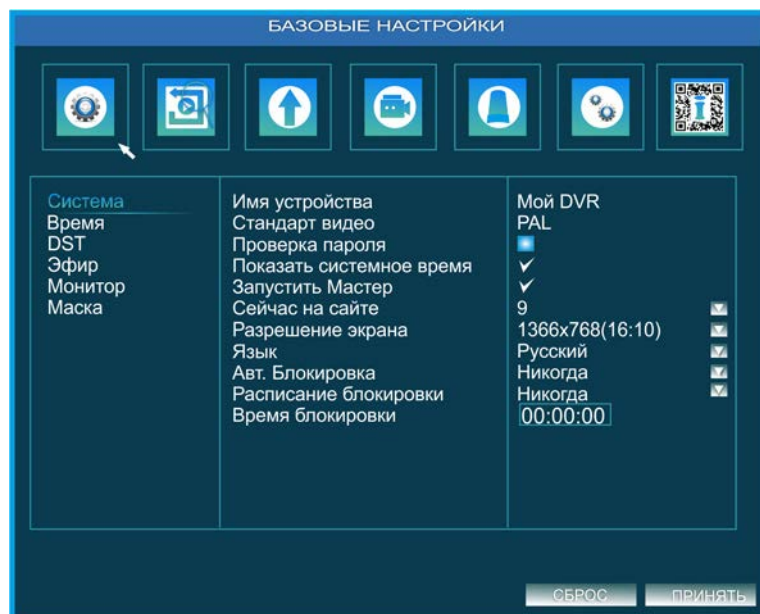 БАЗОВЫЕ НАСТРОЙКИ
Система
Время
DST
Эфир
Монитор
Маска
Имя устройства Мой DVR
Стандарт видео PAL
Проверка пароля
Показать системное время
Запустить Мастер
Сейчас на сайте 9
Разрешение экрана 1366x768(16:10)
Язык Русский
Авт. Блокировка Никогда
Расписание блокировки Никогда
Время блокировки 00:00:00
СБРОС ПРИНЯТЬ